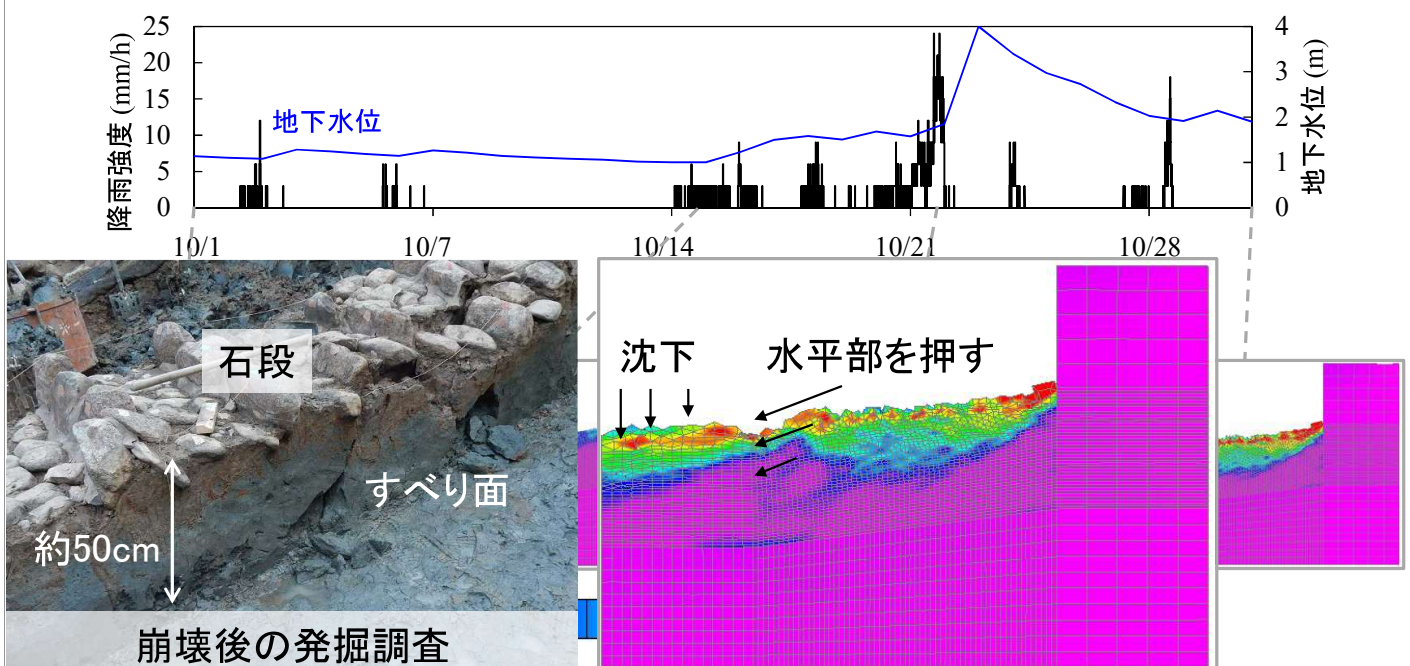 降雨強度 (mm/h)
25
20
15
10
5
0
地下水位
4
3
2
1
0
地下水位 (m)
10/1
10/7
10/14
10/21
10/28
石段
すべり面
約50cm
崩壊後の発掘調査
沈下
水平部を押す